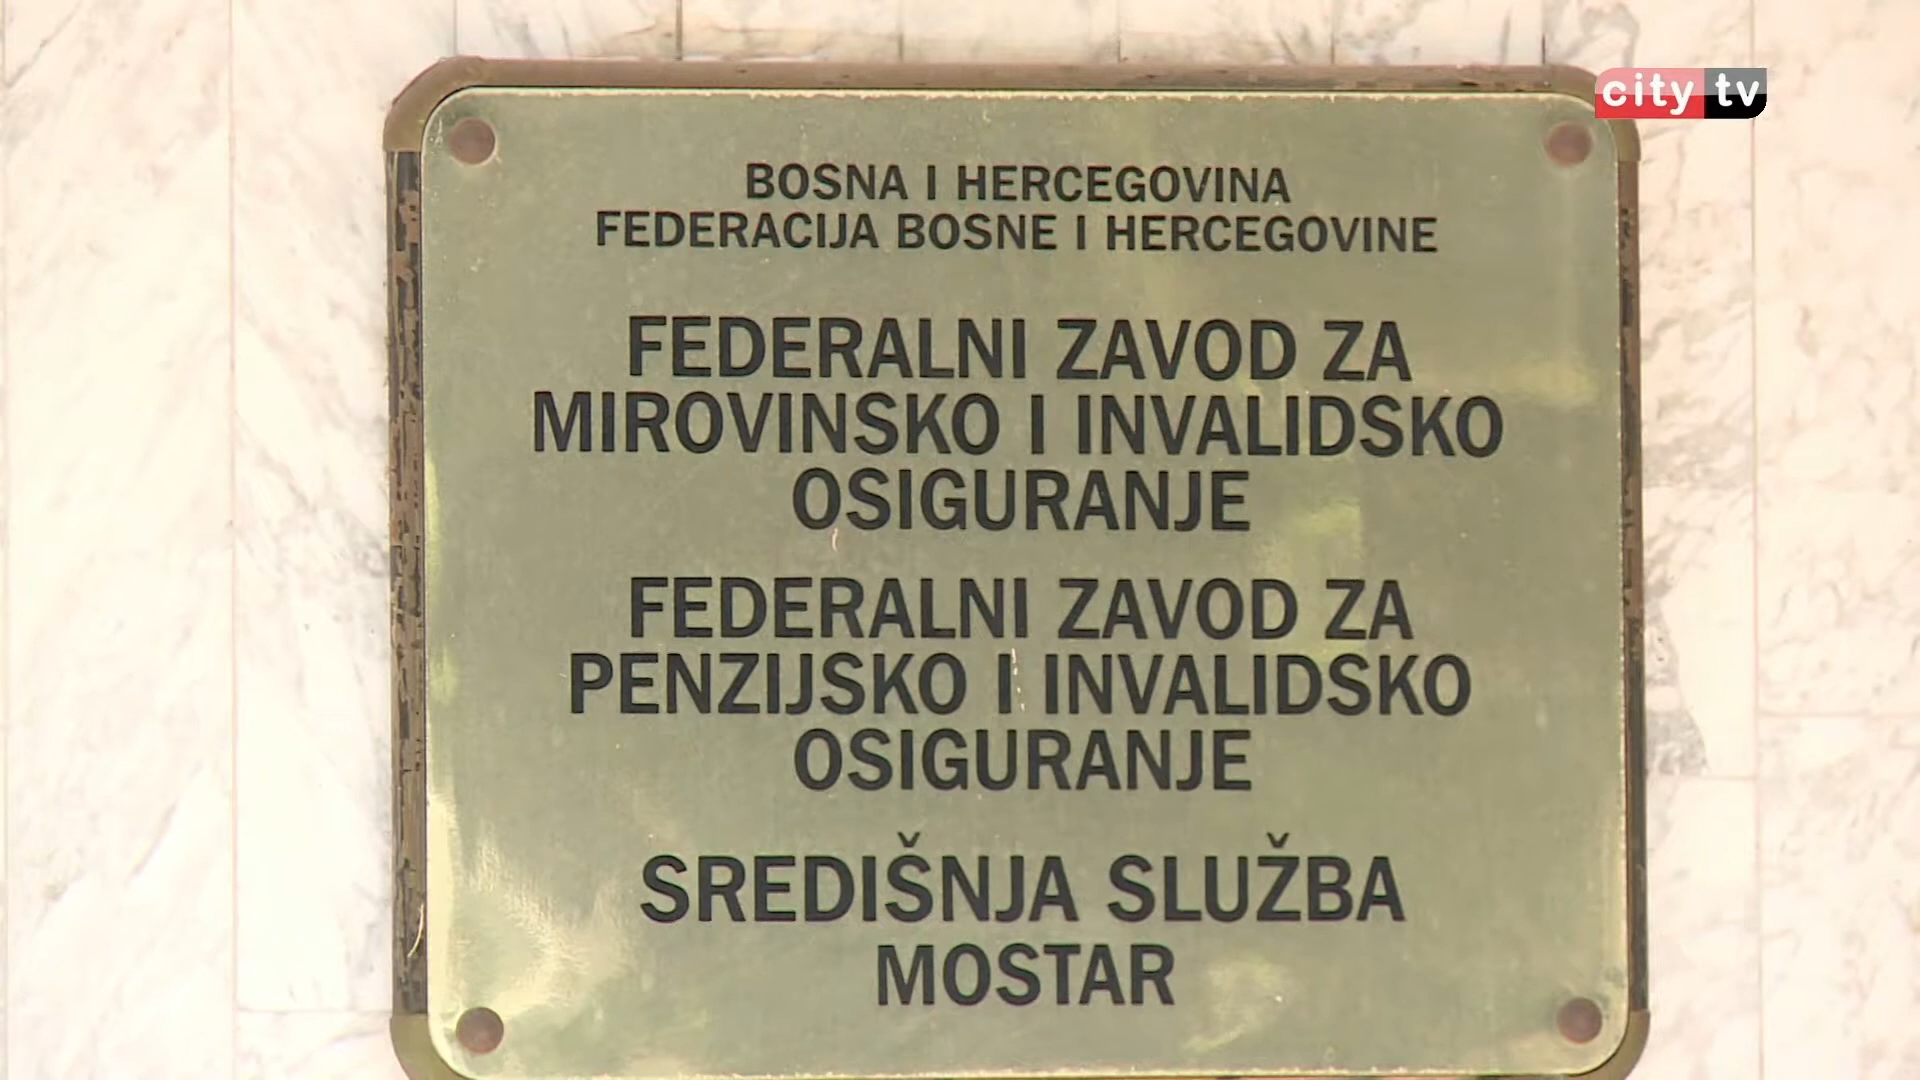 city tv
BOSNA I HERCEGOVINA
FEDERACIJA BOSNE I HERCEGOVINE
FEDERALNI ZAVOD ZA
MIROVINSKO I INVALIDSKO
OSIGURANJE
FEDERALNI ZAVOD ZA
PENZIJSKO I INVALIDSKO
OSIGURANJE
SREDIŠNJA SLUŽBA
MOSTAR